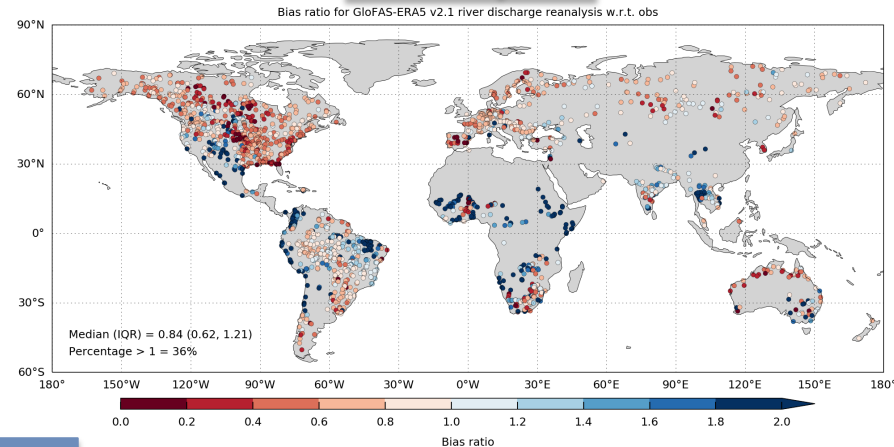 Bias ratio for GloFAS-ERA5 v2.1 river discharge reanalysis w.r.t. obs
90°N
60°N
30°N
0°
30°S
60°S
Median (IQR) = 0.84 (0.62, 1.21)
Percentage > 1 = 36%
180° 150°W 120°W 90°W 60°W 30°W 0°W 30°E 60°E 90°E 120°E 150°E 180°
0.0 0.2 0.4 0.6 0.8 1.0 1.2 1.4 1.6 1.8 2.0
Bias ratio